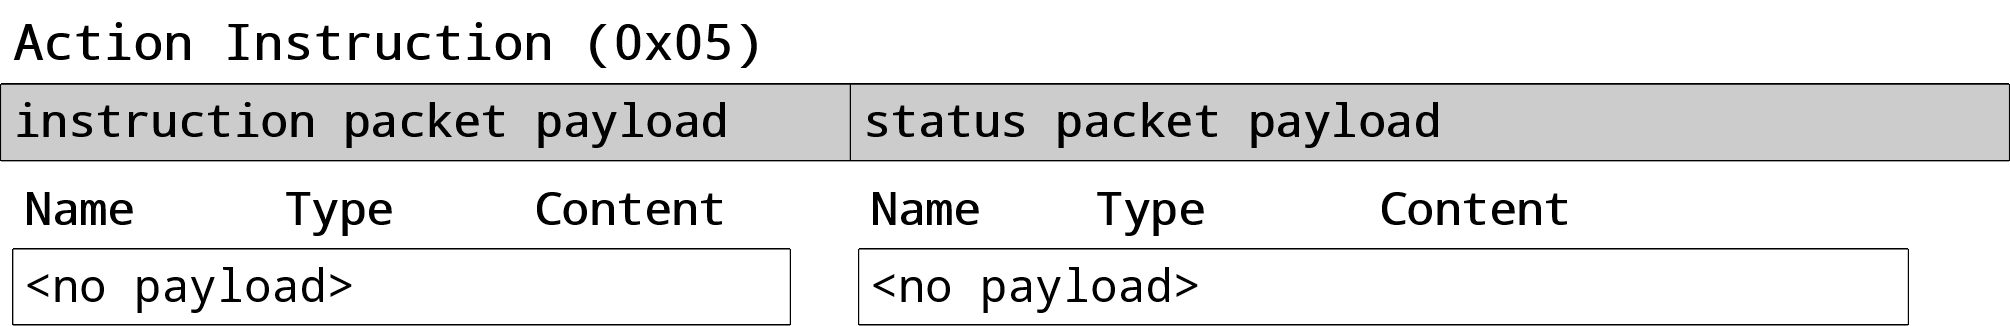 Action Instruction (0x05)
instruction packet payload status packet payload
Name Type Content Name Type Content
<no payload> <no payload>